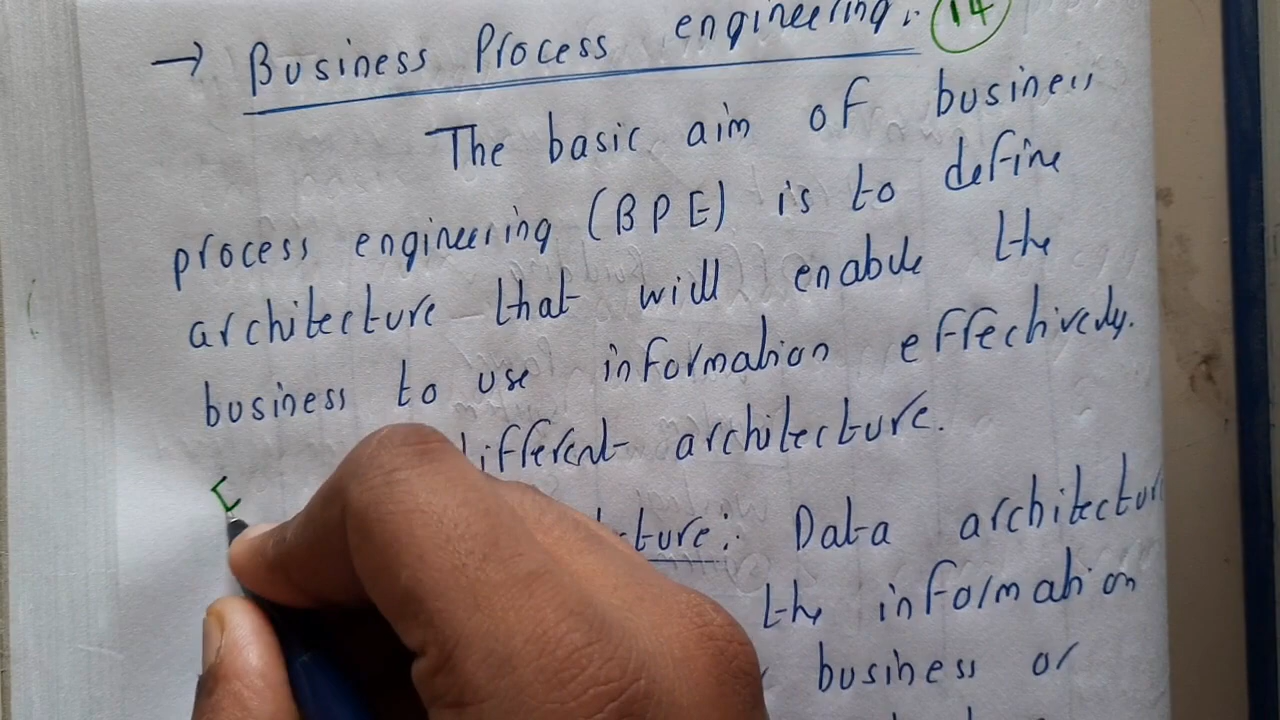 → Business Process engineering: 14
The basic aim of business
process engineering (BPE) is to define
architecture that will enable the
business to use information effectively.
different architecture.
Data architecture
the information
business or